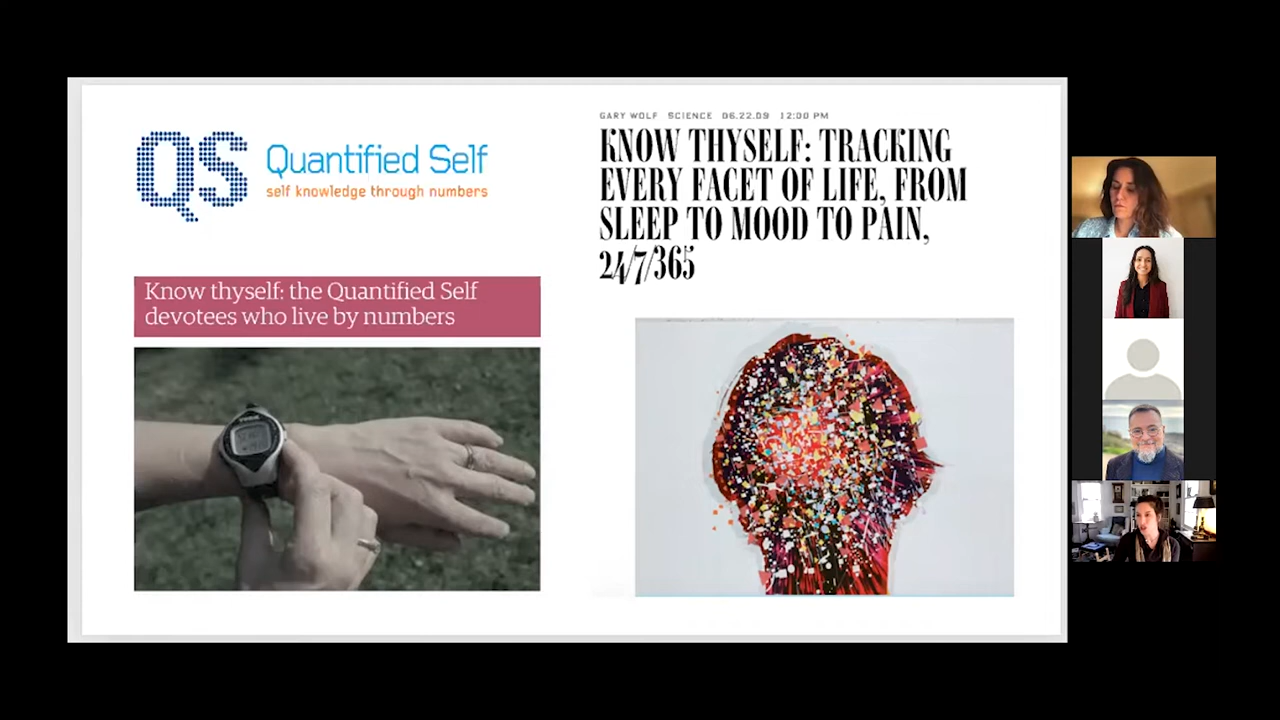 QS Quantified Self
self knowledge through numbers
Know thyself: the Quantified Self
devotees who live by numbers
GARY WOLF SCIENCE 06.22.09 12:00 PM
KNOW THYSELF: TRACKING
EVERY FACET OF LIFE, FROM
SLEEP TO MOOD TO PAIN,
24/7/365